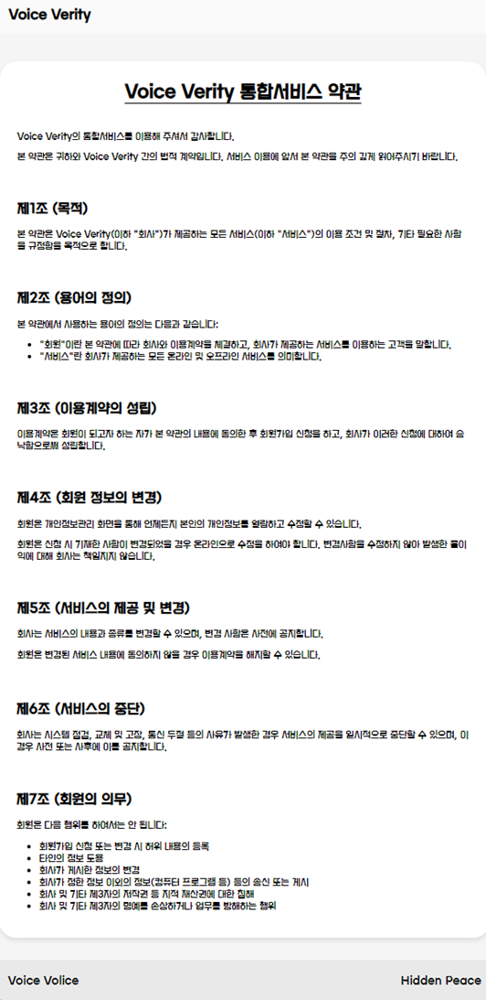 Voice Verity
Voice Verity 통합서비스 약관
Voice Verity의 통합서비스를 이용해 주셔서 감사합니다.
본 약관은 귀하와 Voice Verity 간의 법적 계약입니다. 서비스 이용에 앞서 본 약관을 주의 깊게 읽어주시기 바랍니다.
제1조 (목적)
본 약관은 Voice Verity(이하 "회사")가 제공하는 모든 서비스(이하 "서비스")의 이용 조건 및 절차, 기타 필요한 사항
을 규정함을 목적으로 합니다.
제2조 (용어의 정의)
본 약관에서 사용하는 용어의 정의는 다음과 같습니다:
• "회원"이란 본 약관에 따라 회사와 이용계약을 체결하고, 회사가 제공하는 서비스를 이용하는 고객을 말합니다.
• "서비스"란 회사가 제공하는 모든 온라인 및 오프라인 서비스를 의미합니다.
제3조 (이용계약의 성립)
이용계약은 회원이 되고자 하는 자가 본 약관의 내용에 동의한 후 회원가입 신청을 하고, 회사가 이러한 신청에 대하여 승
낙함으로써 성립합니다.
제4조 (회원 정보의 변경)
회원은 개인정보관리 화면을 통해 언제든지 본인의 개인정보를 열람하고 수정할 수 있습니다.
회원은 신청 시 기재한 사항이 변경되었을 경우 온라인으로 수정을 하여야 합니다. 변경사항을 수정하지 않아 발생한 불이
익에 대해 회사는 책임지지 않습니다.
제5조 (서비스의 제공 및 변경)
회사는 서비스의 내용과 종류를 변경할 수 있으며, 변경 사항은 사전에 공지합니다.
회원은 변경된 서비스 내용에 동의하지 않을 경우 이용계약을 해지할 수 있습니다.
제6조 (서비스의 중단)
회사는 시스템 점검, 교체 및 고장, 통신 두절 등의 사유가 발생한 경우 서비스의 제공을 일시적으로 중단할 수 있으며, 이
경우 사전 또는 사후에 이를 공지합니다.
제7조 (회원의 의무)
회원은 다음 행위를 하여서는 안 됩니다:
• 회원가입 신청 또는 변경 시 허위 내용의 등록
• 타인의 정보 도용
• 회사가 게시한 정보의 변경
• 회사가 정한 정보 이외의 정보(컴퓨터 프로그램 등) 등의 송신 또는 게시
• 회사 및 기타 제3자의 저작권 등 지적 재산권에 대한 침해
• 회사 및 기타 제3자의 명예를 손상하거나 업무를 방해하는 행위
Voice Volice
Hidden Peace